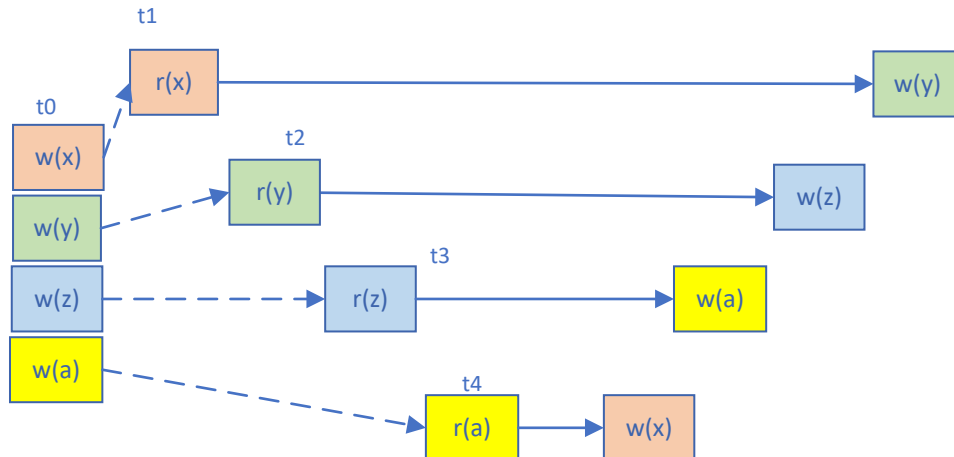 t1
r(x)
w(y)
t0
w(x)
t2
r(y)
w(z)
w(y)
t3
w(z)
r(z)
w(a)
w(a)
t4
r(a)
w(x)